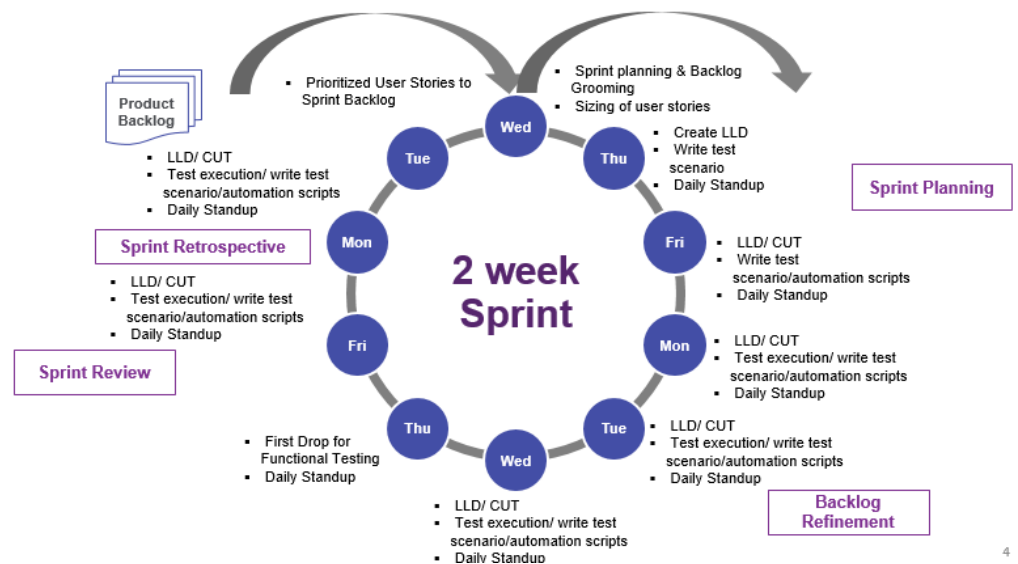 ▪ Prioritized User Stories to
Sprint Backlog
▪ Sprint planning & Backlog
Grooming
▪ Sizing of user stories
Product
Backlog
Wed
Tue
Thu
▪ Create LLD
▪ Write test
scenario
▪ Daily Standup
▪ LLD/ CUT
▪ Test execution/ write test
scenario/automation scripts
▪ Daily Standup
Sprint Planning
Sprint Retrospective
Mon
Fri
▪ LLD/ CUT
▪ Write test
scenario/automation scripts
▪ Daily Standup
2 week
Sprint
▪ LLD/ CUT
▪ Test execution/ write test
scenario/automation scripts
▪ Daily Standup
Fri
Mon
▪ LLD/ CUT
▪ Test execution/ write test
scenario/automation scripts
▪ Daily Standup
Sprint Review
Thu
Tue
▪ LLD/ CUT
▪ Test execution/ write test
scenario/automation scripts
▪ Daily Standup
▪ First Drop for
Functional Testing
▪ Daily Standup
Wed
Backlog
Refinement
▪ LLD/ CUT
▪ Test execution/ write test
scenario/automation scripts
▪ Daily Standup
4